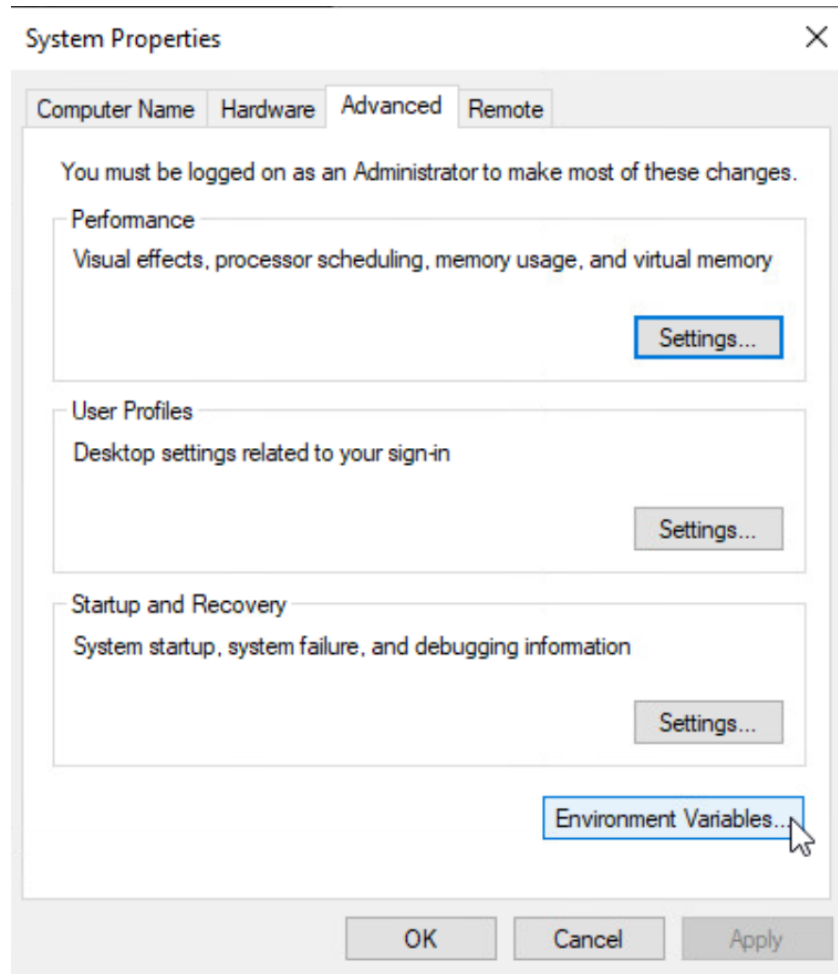 System Properties
Computer Name Hardware Advanced Remote
You must be logged on as an Administrator to make most of these changes.
Performance
Visual effects, processor scheduling, memory usage, and virtual memory
Settings...
User Profiles
Desktop settings related to your sign-in
Settings...
Startup and Recovery
System startup, system failure, and debugging information
Settings...
Environment Variables...
OK Cancel Apply